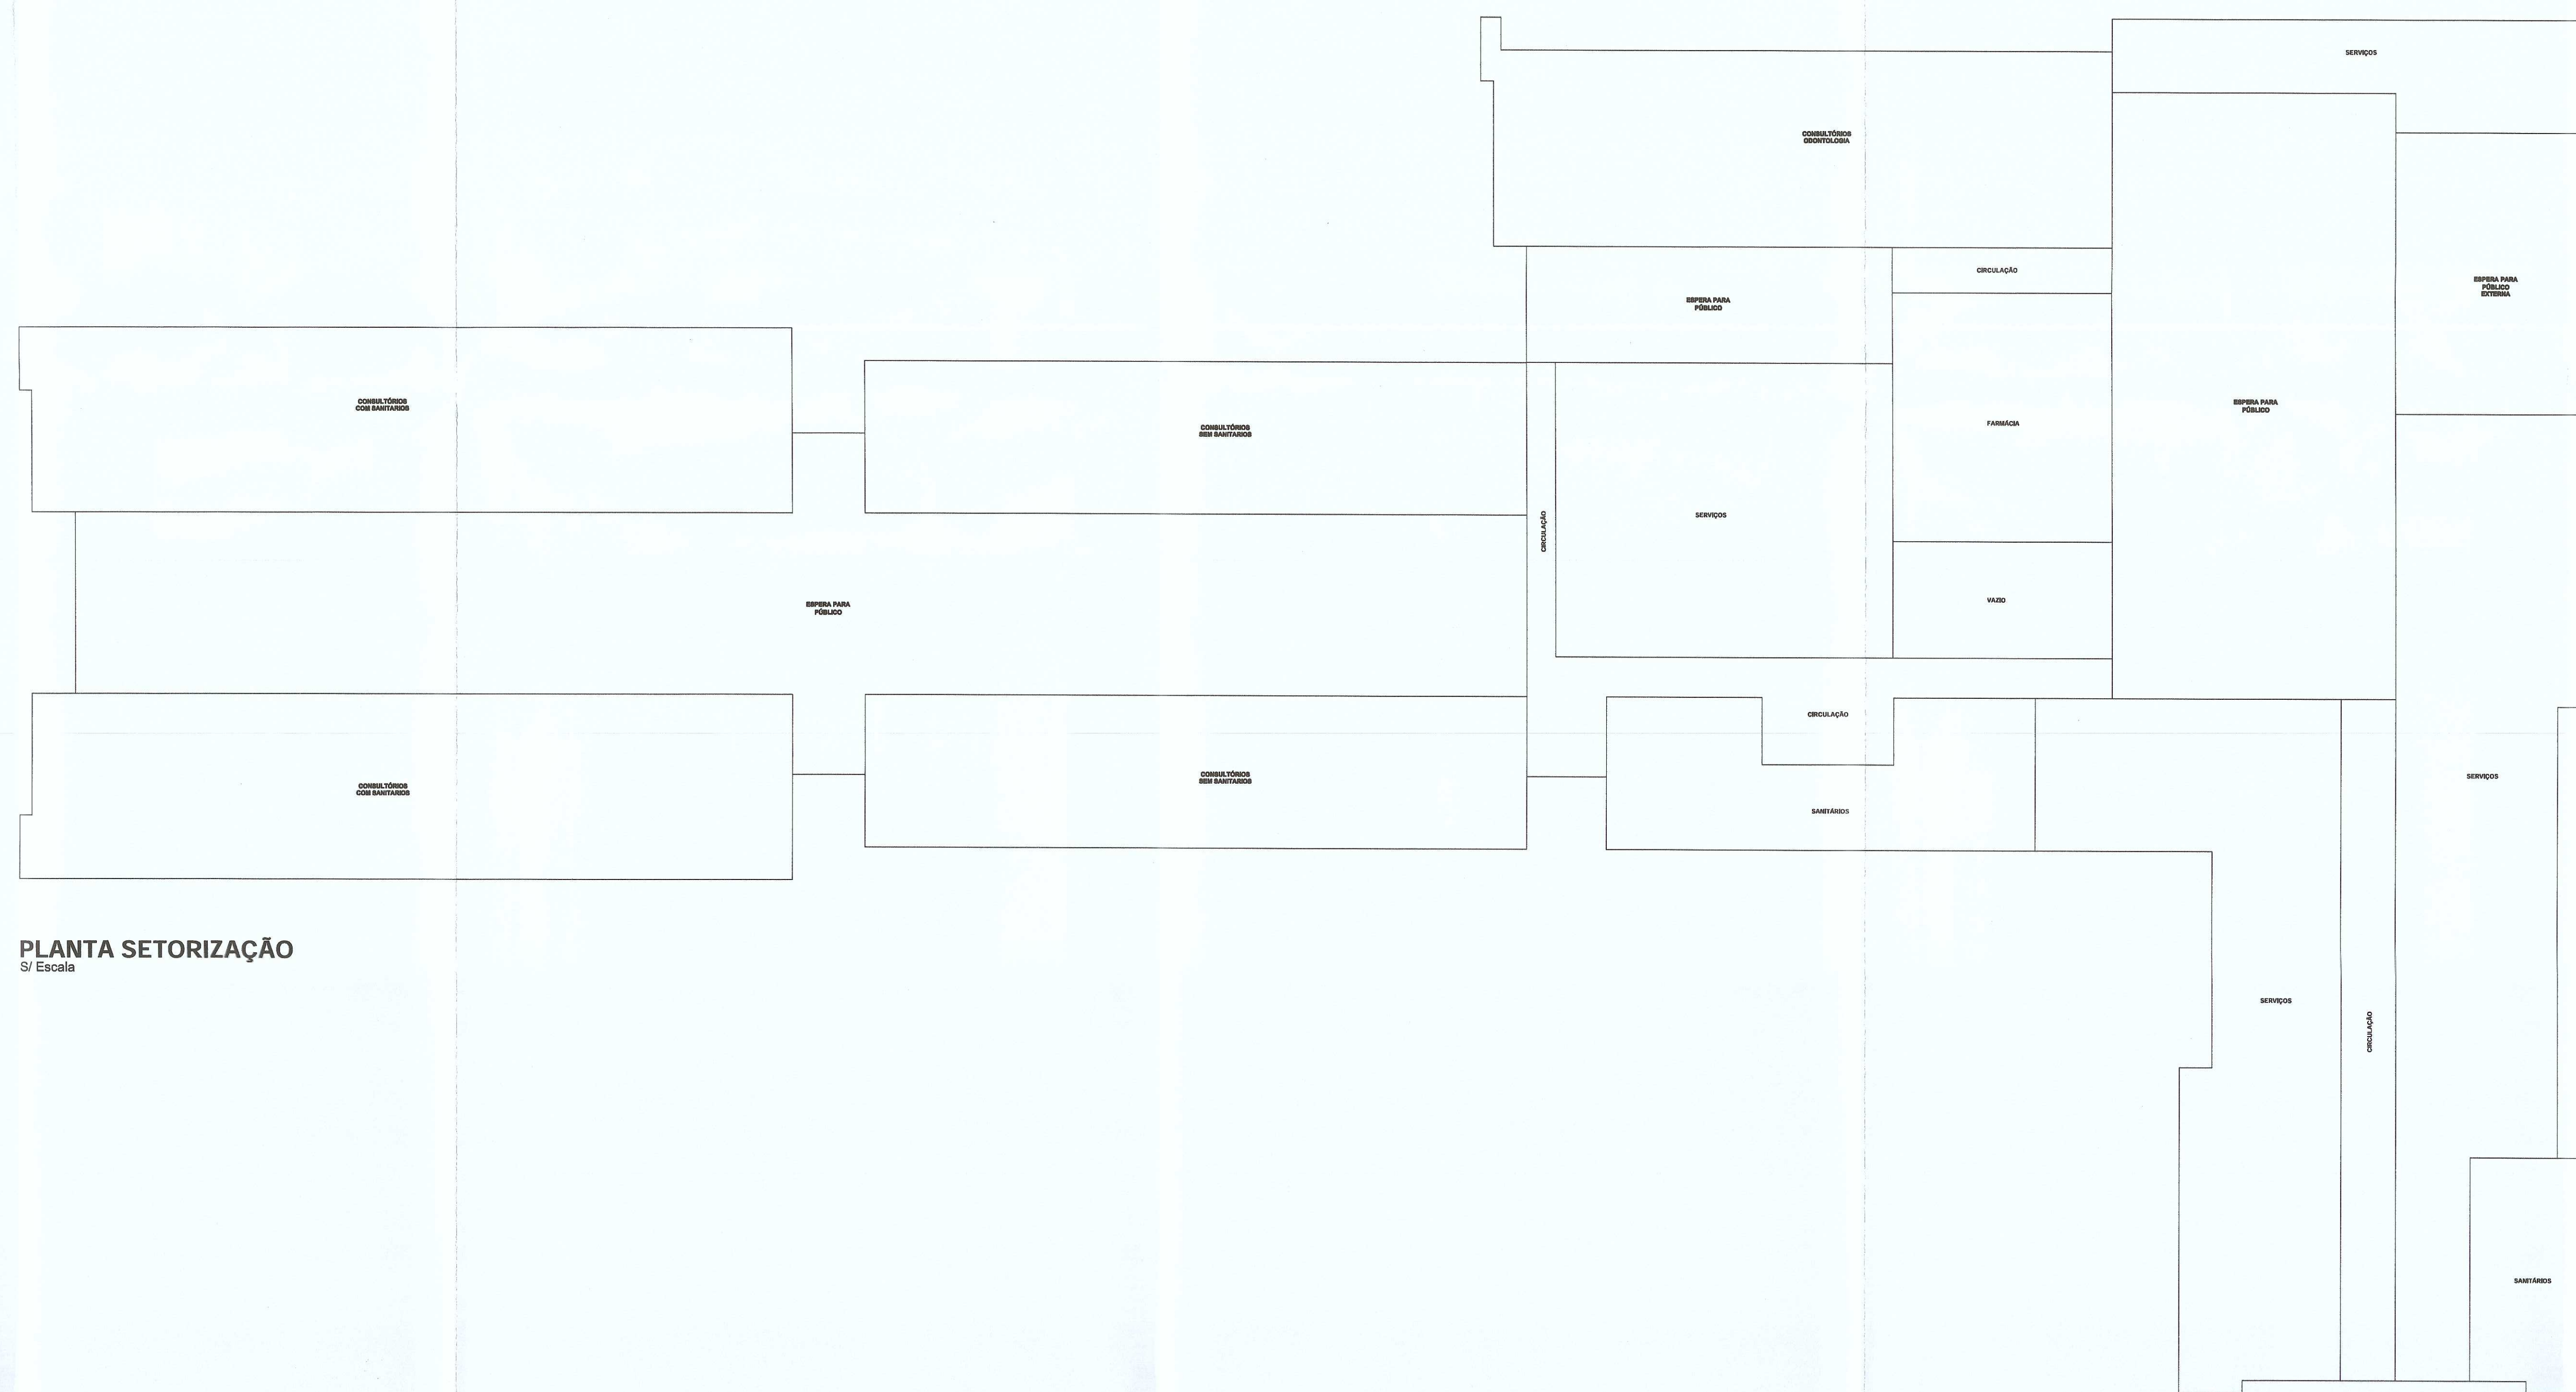 SERVIÇOS
CONSULTÓRIOS
ODONTOLOGIA
CIRCULAÇÃO
ESPERA PARA
PÚBLICO
EXTERNA
ESPERA PARA
PÚBLICO
CONSULTÓRIOS
COM SANITARIOS
CONSULTÓRIOS
SEM SANITARIOS
FARMÁCIA
ESPERA PARA
PÚBLICO
CIRCULAÇÃO
SERVIÇOS
VAZIO
ESPERA PARA
PÚBLICO
CIRCULAÇÃO
CONSULTÓRIOS
COM SANITARIOS
CONSULTÓRIOS
SEM SANITARIOS
SERVIÇOS
SANITÁRIOS
PLANTA SETORIZAÇÃO
S/ Escala
SERVIÇOS
CIRCULAÇÃO
SANITÁRIOS